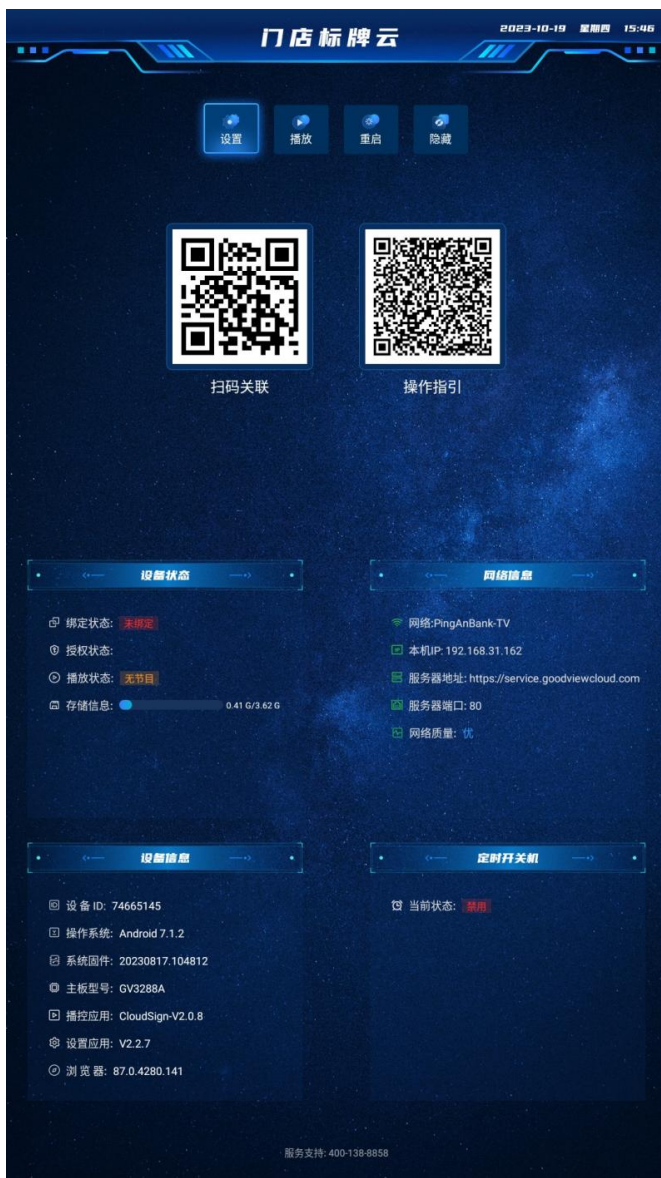 门店标牌云
2023-10-19 星期四 15:46
设置 播放 重启 隐藏
扫码关联 操作指引
设备状态
绑定状态: 未绑定
授权状态:
播放状态: 无节目
存储信息: 0.41 G/3.62 G
网络信息
网络:PingAnBank-TV
本机IP: 192.168.31.162
服务器地址: https://service.goodviewcloud.com
服务器端口: 80
网络质量: 优
设备信息
设 备 ID: 74665145
操作系统: Android 7.1.2
系统固件: 20230817.104812
主板型号: GV3288A
播控应用: CloudSign-V2.0.8
设置应用: V2.2.7
浏 览 器: 87.0.4280.141
定时开关机
当前状态: 禁用
服务支持: 400-138-8858